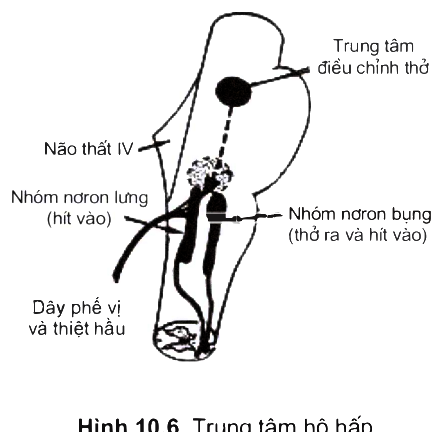 Trung tâm
điều chỉnh thở
Não thất IV
Nhóm nơron lưng
(hít vào)
Nhóm nơron bụng
(thở ra và hít vào)
Dây phế vị
và thiệt hầu
Hình 10.6. Trung tâm hô hấp